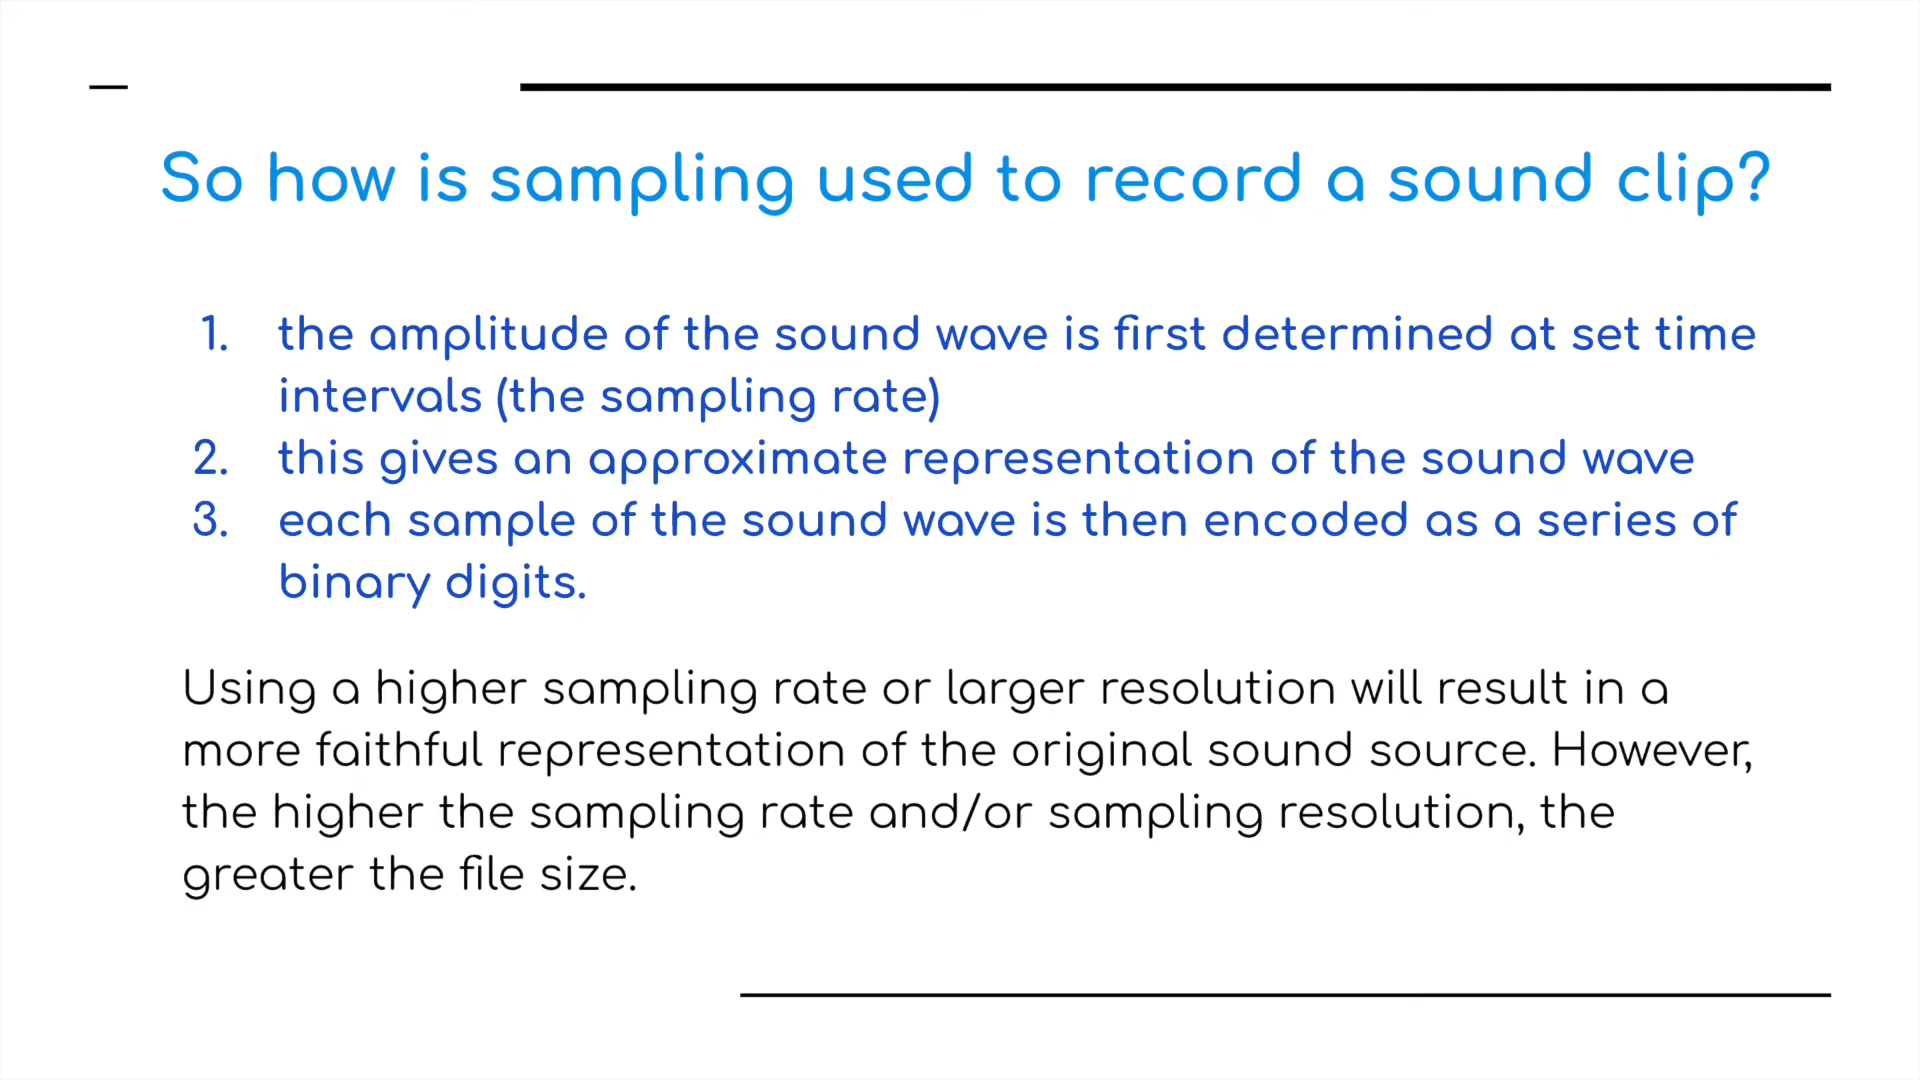 So how is sampling used to record a sound clip?
1. the amplitude of the sound wave is first determined at set time
intervals (the sampling rate)
2. this gives an approximate representation of the sound wave
3. each sample of the sound wave is then encoded as a series of
binary digits.
Using a higher sampling rate or larger resolution will result in a
more faithful representation of the original sound source. However,
the higher the sampling rate and/or sampling resolution, the
greater the file size.